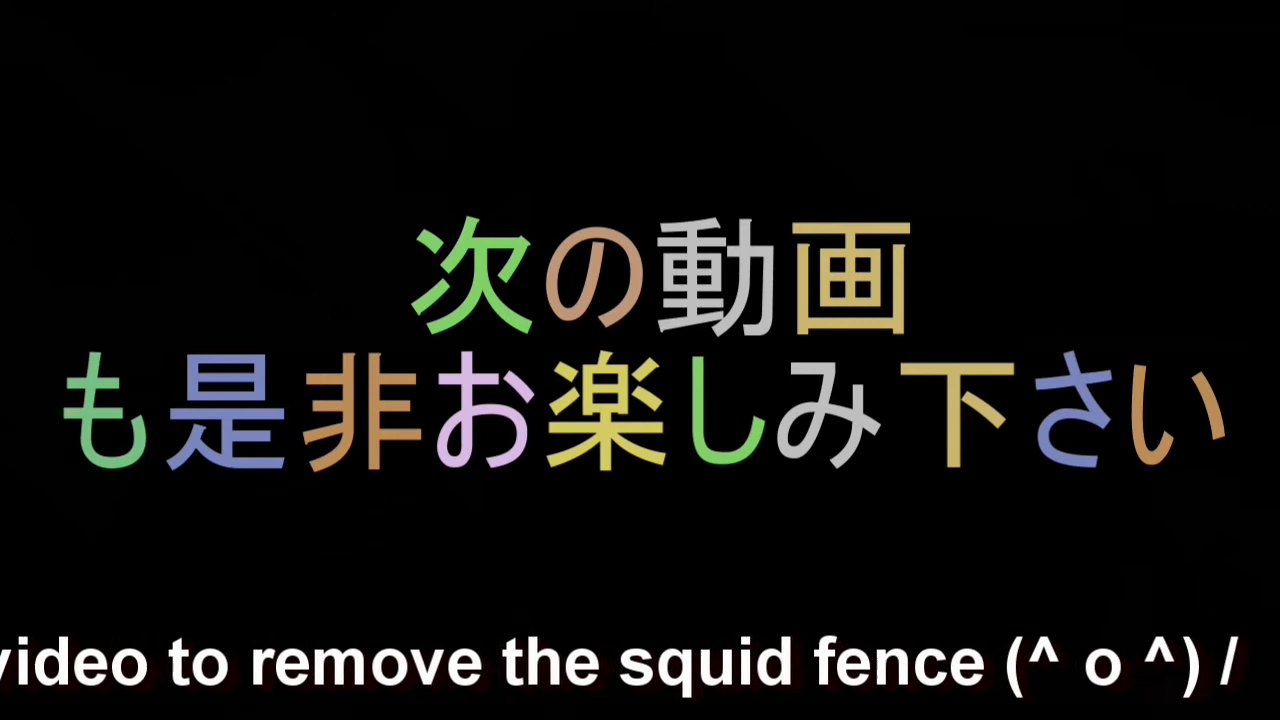 次の動画
も是非お楽しみ下さい
video to remove the squid fence (^ o ^) /